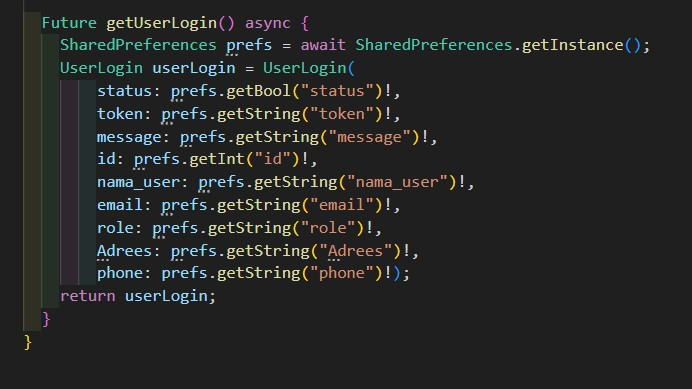 Future getUserLogin() async {
SharedPreferences prefs = await SharedPreferences.getInstance();
UserLogin userLogin = UserLogin(
status: prefs.getBool("status")!,
token: prefs.getString("token")!,
message: prefs.getString("message")!,
id: prefs.getInt("id")!,
nama_user: prefs.getString("nama_user")!,
email: prefs.getString("email")!,
role: prefs.getString("role")!,
Adrees: prefs.getString("Adrees")!,
phone: prefs.getString("phone")!);
return userLogin;
}
}